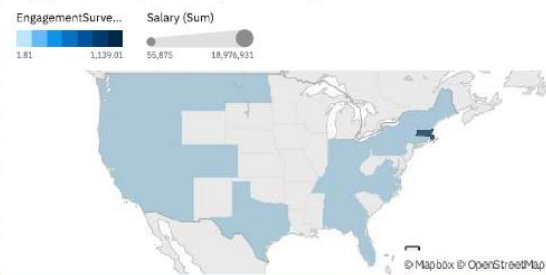 EngagementSurve... Salary (Sum)
1.81 1,139.01 55,875 18,976,931
© Mapbox © OpenStreetMap